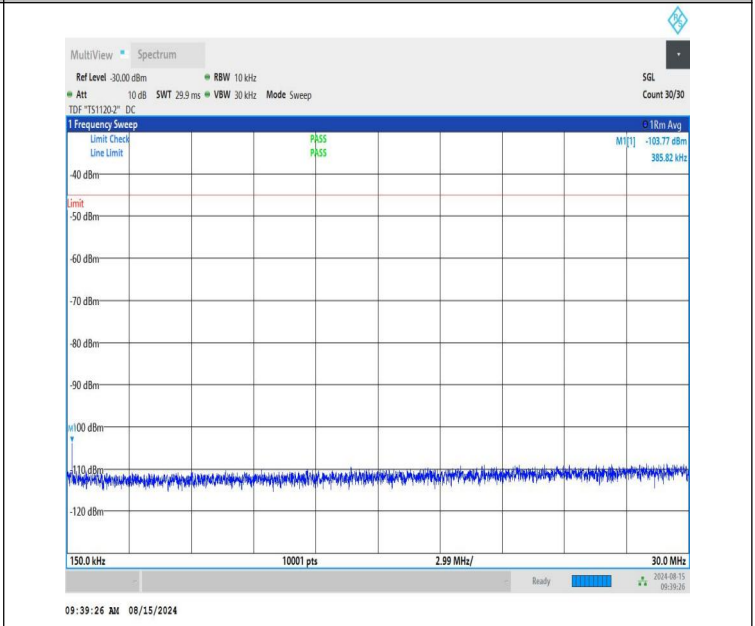 MultiView Spectrum
Ref Level -30.00 dBm RBW 10 kHz SGL
Att 10 dB SWT 29.9 ms VBW 30 kHz Mode Sweep Count 30/30
TDF "TS1120-2" DC
1 Frequency Sweep 1Rm Avg
Limit Check PASS M1[1] -103.77 dBm
Line Limit PASS 385.82 kHz
-40 dBm
Limit
-50 dBm
-60 dBm
-70 dBm
-80 dBm
-90 dBm
M1
-100 dBm
-110 dBm
-120 dBm
150.0 kHz 10001 pts 2.99 MHz/ 30.0 MHz
Ready 2024-08-15
09:39:26
09:39:26 AM 08/15/2024